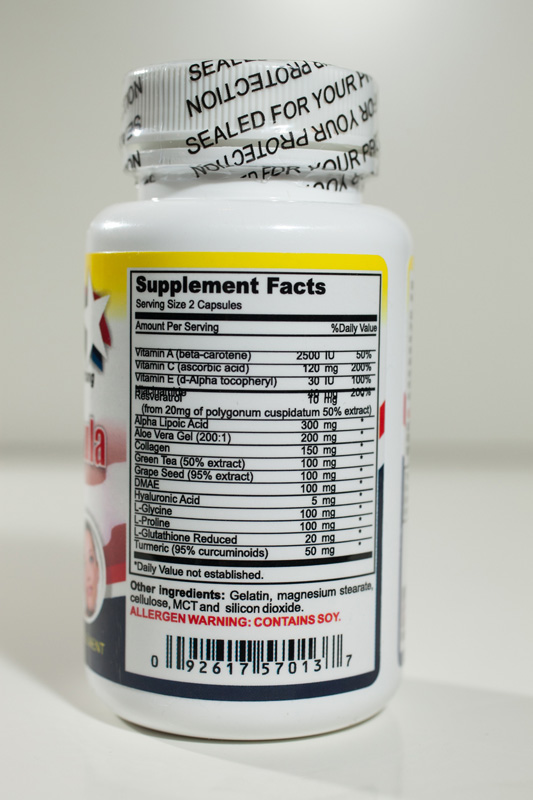 SEALED FOR YOUR P
PROTECTION
SEALED FOR YOUR
PROTECTION
FOR YOUR
Supplement Facts
Serving Size 2 Capsules
Amount Per Serving %Daily Value
Vitamin A (beta-carotene) 2500 IU 50%
Vitamin C (ascorbic acid) 120 mg 200%
Vitamin E (d-Alpha tocopheryl) 30 IU 100%
Niacinamide 40 mg 200%
Resveratrol 10 mg
(from 20mg of polygonum cuspidatum 50% extract) *
Alpha Lipoic Acid 300 mg *
Aloe Vera Gel (200:1) 200 mg *
Collagen 150 mg *
Green Tea (50% extract) 100 mg *
Grape Seed (95% extract) 100 mg *
DMAE 100 mg *
Hyaluronic Acid 5 mg *
L-Glycine 100 mg *
L-Proline 100 mg *
L-Glutathione Reduced 20 mg *
Turmeric (95% curcuminoids) 50 mg *
*Daily Value not established.
Other Ingredients: Gelatin, magnesium stearate,
cellulose, MCT and silicon dioxide.
ALLERGEN WARNING: CONTAINS SOY.
0 92617 57013 7